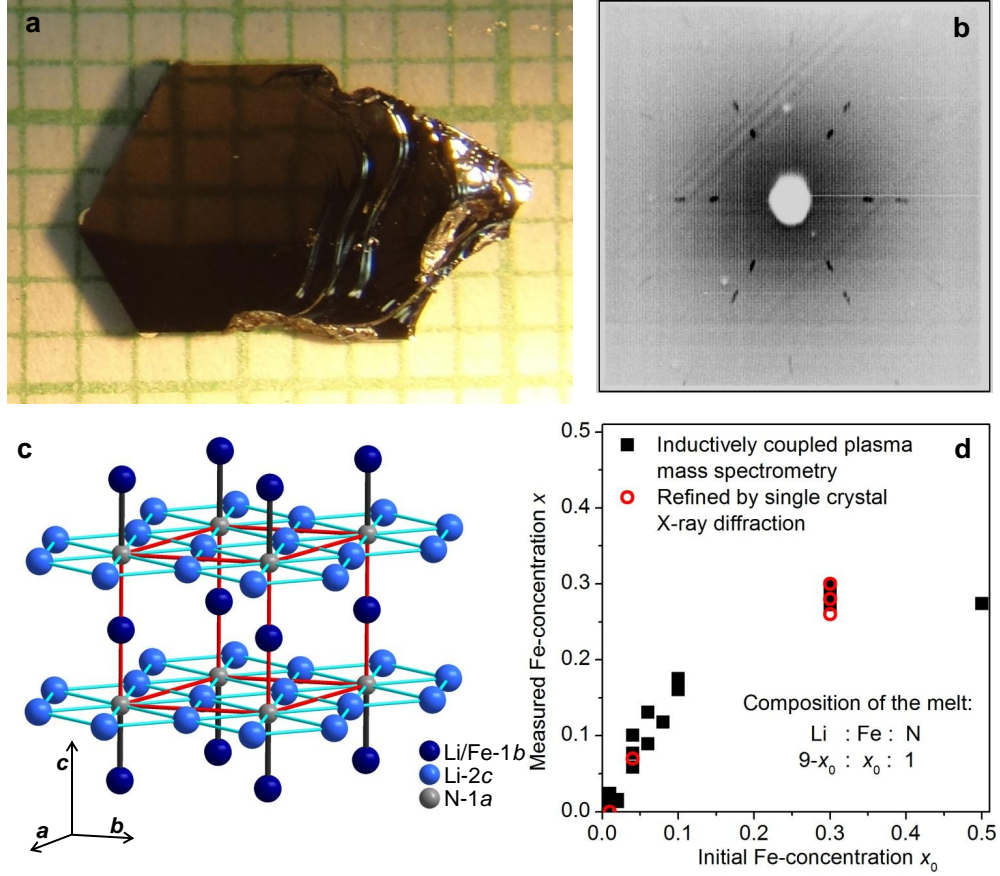 a
b
c
Li/Fe-1b
Li-2c
N-1a
c
a
b
d
Inductively coupled plasma
mass spectrometry
Refined by single crystal
X-ray diffraction
Composition of the melt:
Li : Fe : N
9-x₀ : x₀ : 1
Measured Fe-concentration x
0.5
0.4
0.3
0.2
0.1
0.0
0.0 0.1 0.2 0.3 0.4 0.5
Initial Fe-concentration x₀